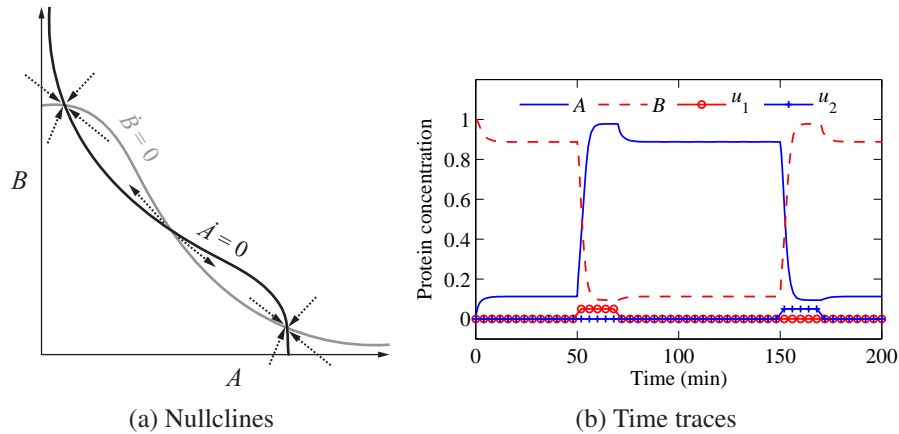 B
Ḃ = 0
Ȧ = 0
A
(a) Nullclines
A B u1 u2
Protein concentration
1
0.8
0.6
0.4
0.2
0
0 50 100 150 200
Time (min)
(b) Time traces